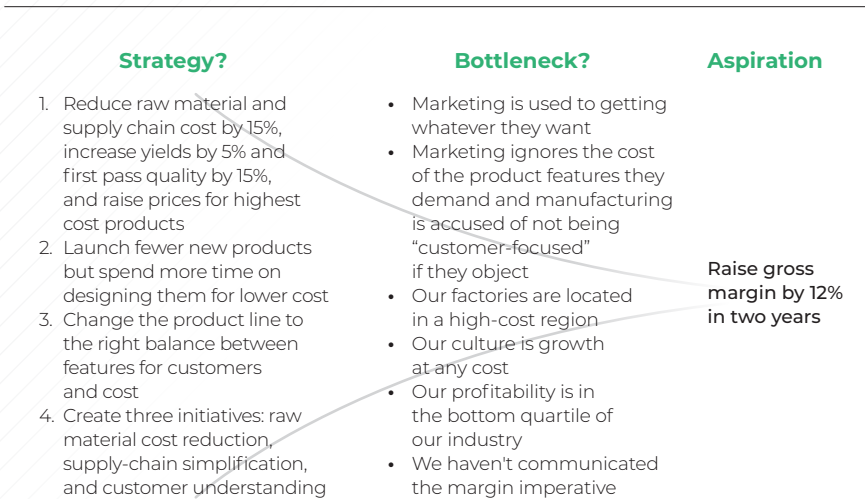 Strategy?
1. Reduce raw material and
supply chain cost by 15%,
increase yields by 5% and
first pass quality by 15%,
and raise prices for highest
cost products
2. Launch fewer new products
but spend more time on
designing them for lower cost
3. Change the product line to
the right balance between
features for customers
and cost
4. Create three initiatives: raw
material cost reduction,
supply-chain simplification,
and customer understanding
Bottleneck?
• Marketing is used to getting
whatever they want
• Marketing ignores the cost
of the product features they
demand and manufacturing
is accused of not being
“customer-focused”
if they object
• Our factories are located
in a high-cost region
• Our culture is growth
at any cost
• Our profitability is in
the bottom quartile of
our industry
• We haven't communicated
the margin imperative
Aspiration
Raise gross
margin by 12%
in two years